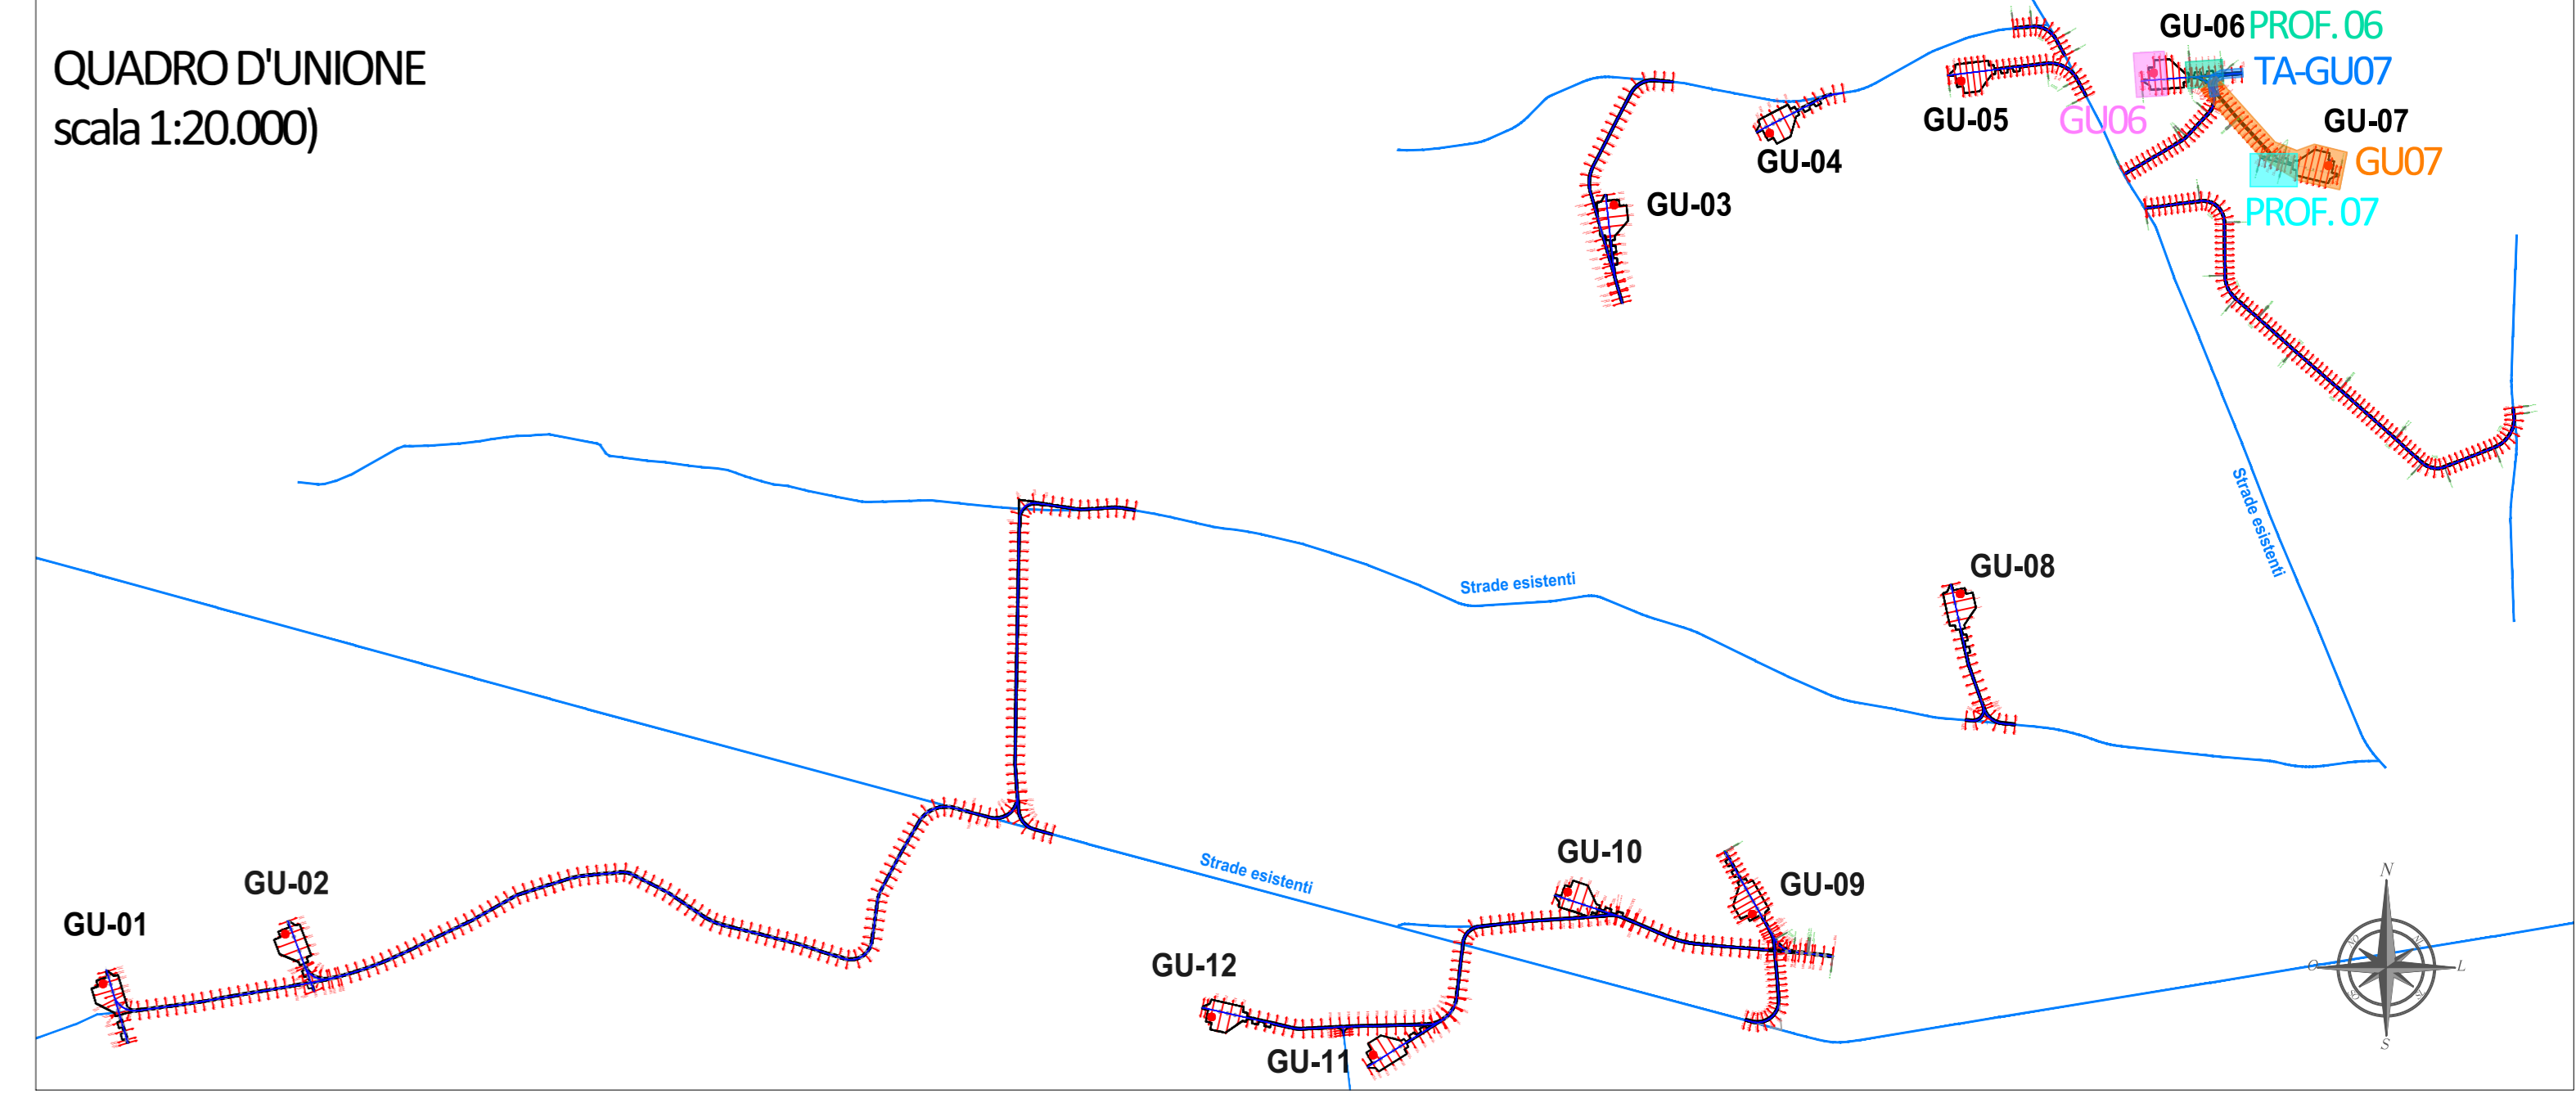 QUADRO D'UNIONE
scala 1:20.000)
GU-06 PROF. 06
TA-GU07
GU-05
GU06
GU-07
GU07
GU-04
GU-03
PROF. 07
Strade esistenti
Strade esistenti
GU-08
Strade esistenti
GU-10
GU-09
GU-02
GU-01
GU-12
GU-11
N
O
L
S